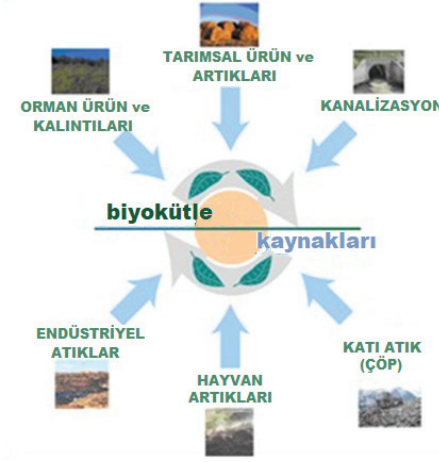 TARIMSAL ÜRÜN ve
ARTIKLARI
ORMAN ÜRÜN ve
KALINTILARI
KANALİZASYON
biyokütle
kaynakları
ENDÜSTRİYEL
ATIKLAR
HAYVAN
ARTIKLARI
KATI ATIK
(ÇÖP)